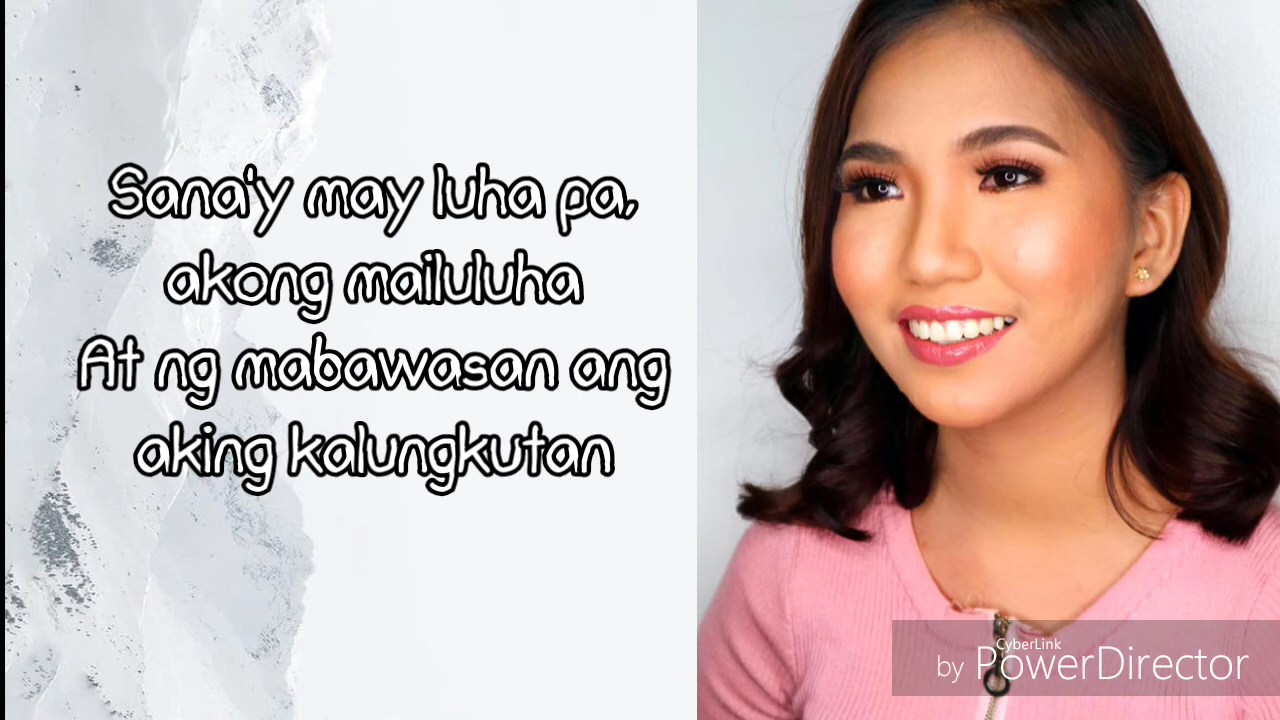 Sana'y may luha pa,
akong mailuluha
At ng mabawasan ang
aking kalungkutan
CyberLink
by PowerDirector